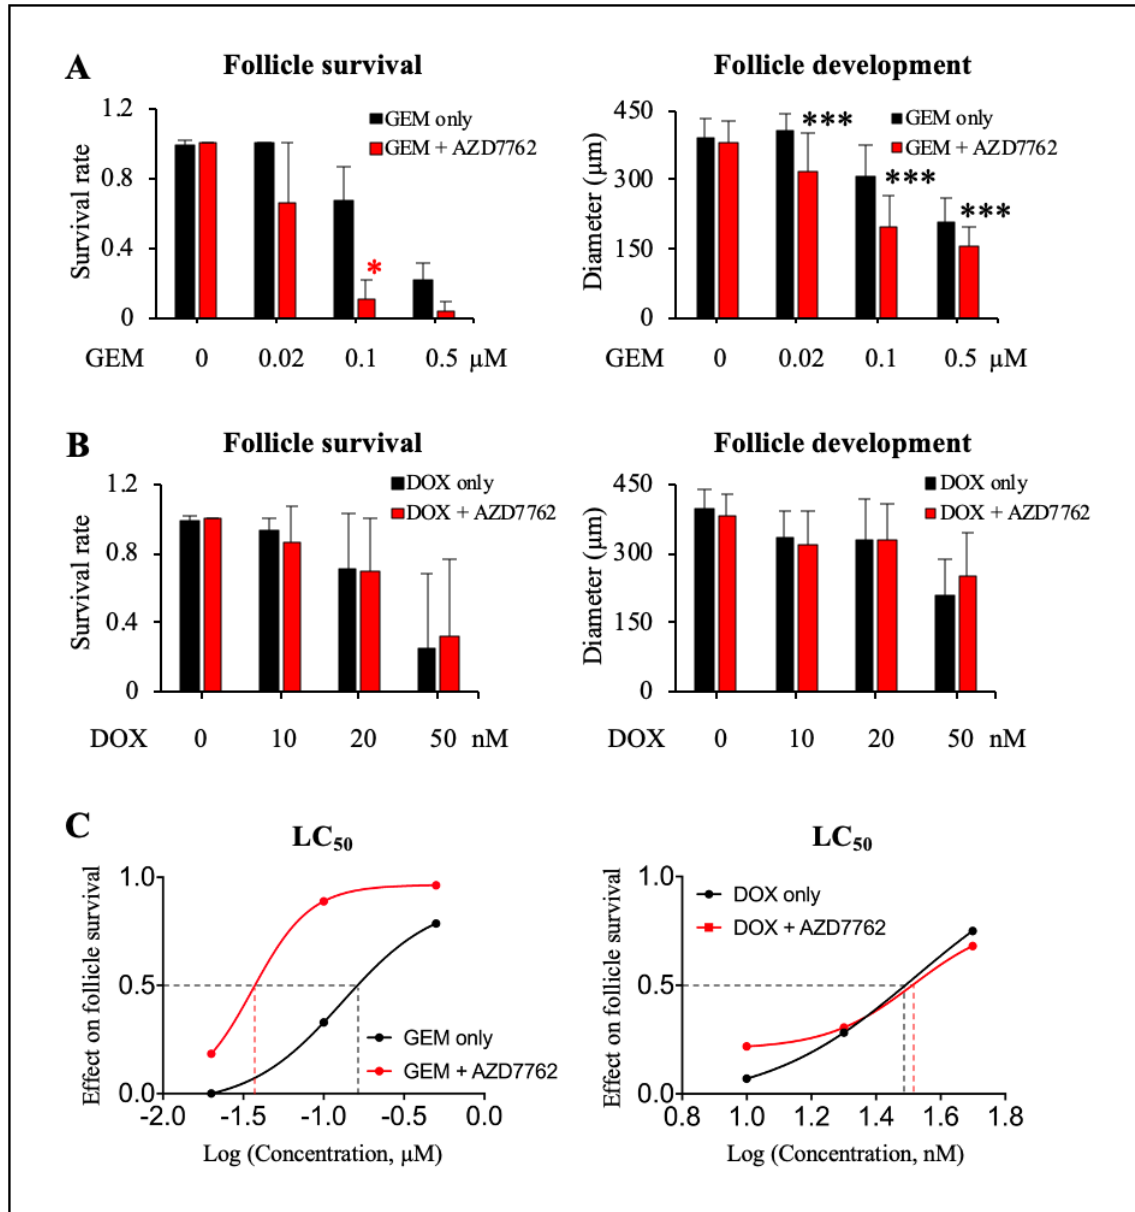 A
Follicle survival
Survival rate
1.2
0.8
0.4
0
GEM only
GEM + AZD7762
*
GEM 0 0.02 0.1 0.5 µM
Follicle development
Diameter (µm)
450
300
150
0
GEM only
GEM + AZD7762
***
***
***
GEM 0 0.02 0.1 0.5 µM
B
Follicle survival
Survival rate
1.2
0.8
0.4
0
DOX only
DOX + AZD7762
DOX 0 10 20 50 nM
Follicle development
Diameter (µm)
450
300
150
0
DOX only
DOX + AZD7762
DOX 0 10 20 50 nM
C
LC50
Effect on follicle survival
1.0
0.5
0.0
GEM only
GEM + AZD7762
-2.0 -1.5 -1.0 -0.5 0.0
Log (Concentration, µM)
LC50
Effect on follicle survival
1.0
0.5
0.0
DOX only
DOX + AZD7762
0.8 1.0 1.2 1.4 1.6 1.8
Log (Concentration, nM)